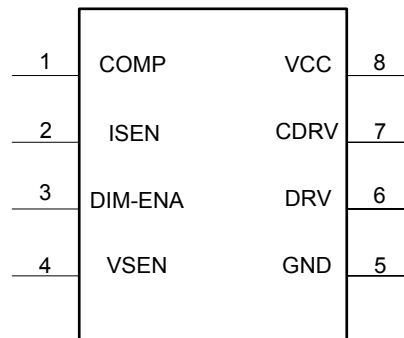 1 COMP VCC 8
2 ISEN CDRV 7
3 DIM-ENA DRV 6
4 VSEN GND 5